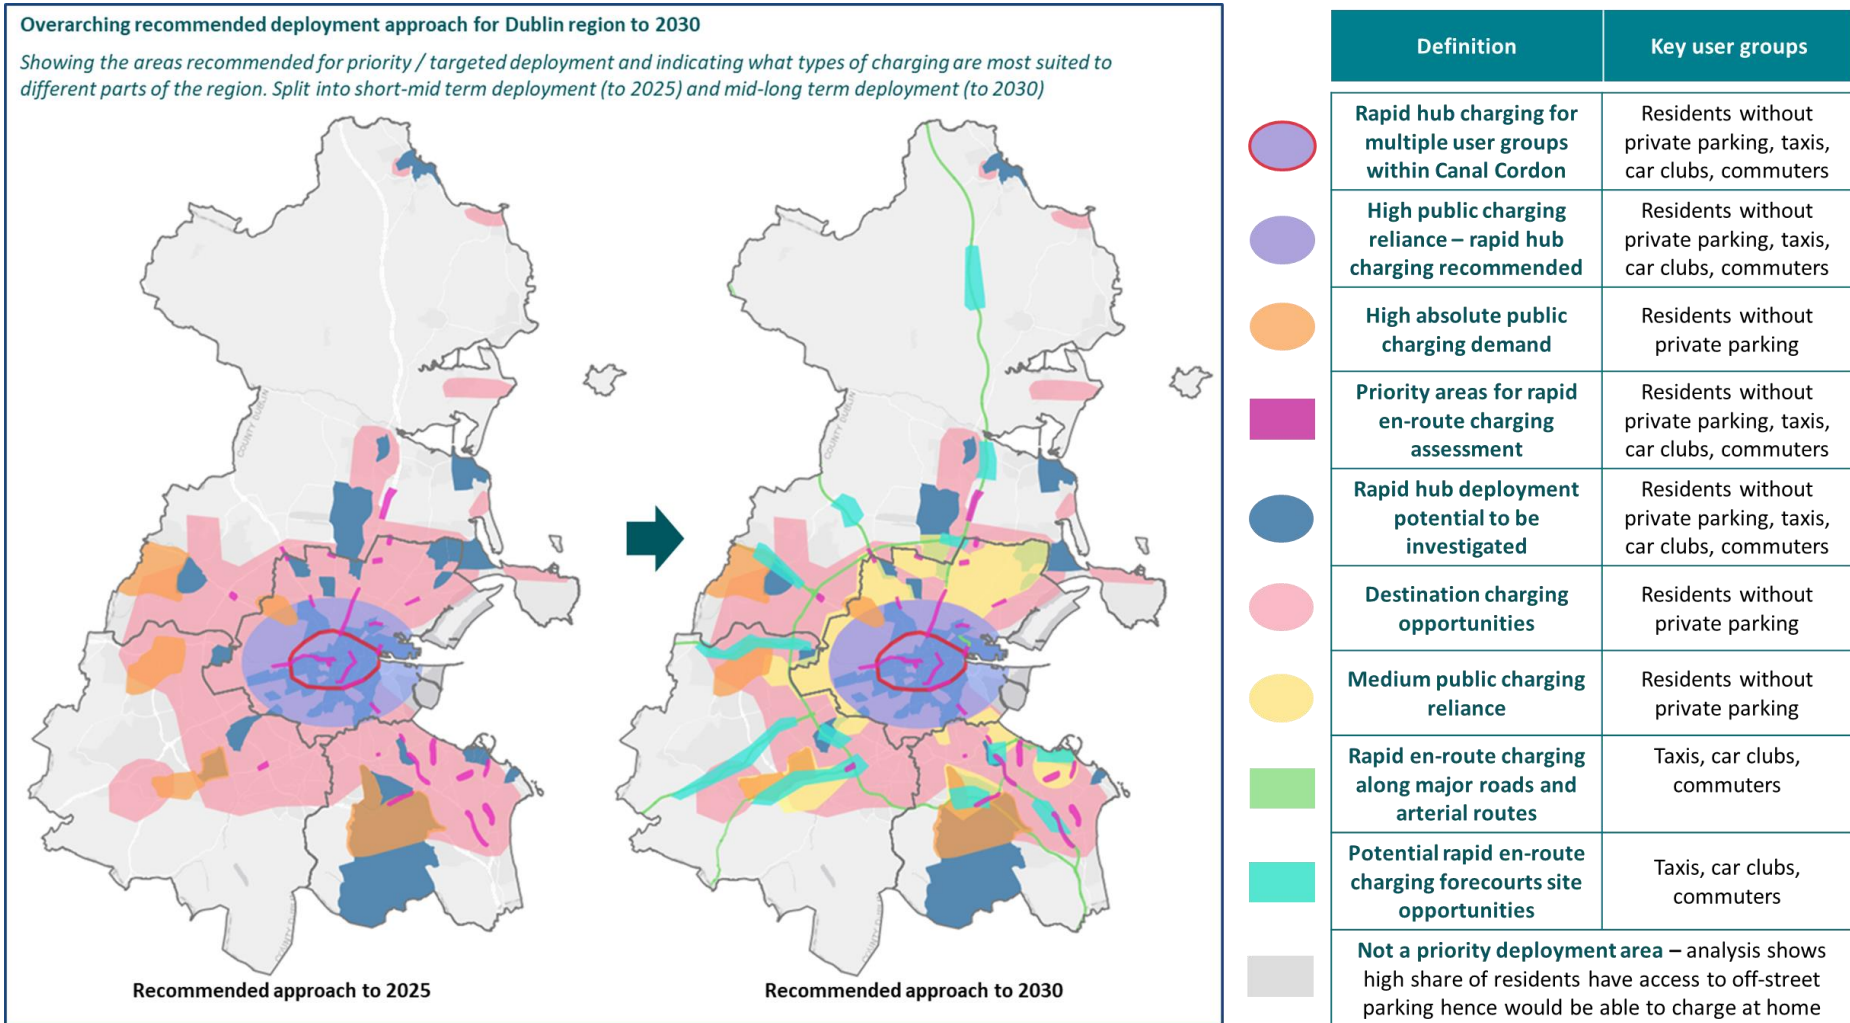 Overarching recommended deployment approach for Dublin region to 2030
Showing the areas recommended for priority / targeted deployment and indicating what types of charging are most suited to
different parts of the region. Split into short-mid term deployment (to 2025) and mid-long term deployment (to 2030)
COUNTY DUBLIN
COUNTY DUBLIN
Recommended approach to 2025
Recommended approach to 2030
Definition
Key user groups
Rapid hub charging for
multiple user groups
within Canal Cordon
Residents without
private parking, taxis,
car clubs, commuters
High public charging
reliance – rapid hub
charging recommended
Residents without
private parking, taxis,
car clubs, commuters
High absolute public
charging demand
Residents without
private parking
Priority areas for rapid
en-route charging
assessment
Residents without
private parking, taxis,
car clubs, commuters
Rapid hub deployment
potential to be
investigated
Residents without
private parking, taxis,
car clubs, commuters
Destination charging
opportunities
Residents without
private parking
Medium public charging
reliance
Residents without
private parking
Rapid en-route charging
along major roads and
arterial routes
Taxis, car clubs,
commuters
Potential rapid en-route
charging forecourts site
opportunities
Taxis, car clubs,
commuters
Not a priority deployment area – analysis shows
high share of residents have access to off-street
parking hence would be able to charge at home